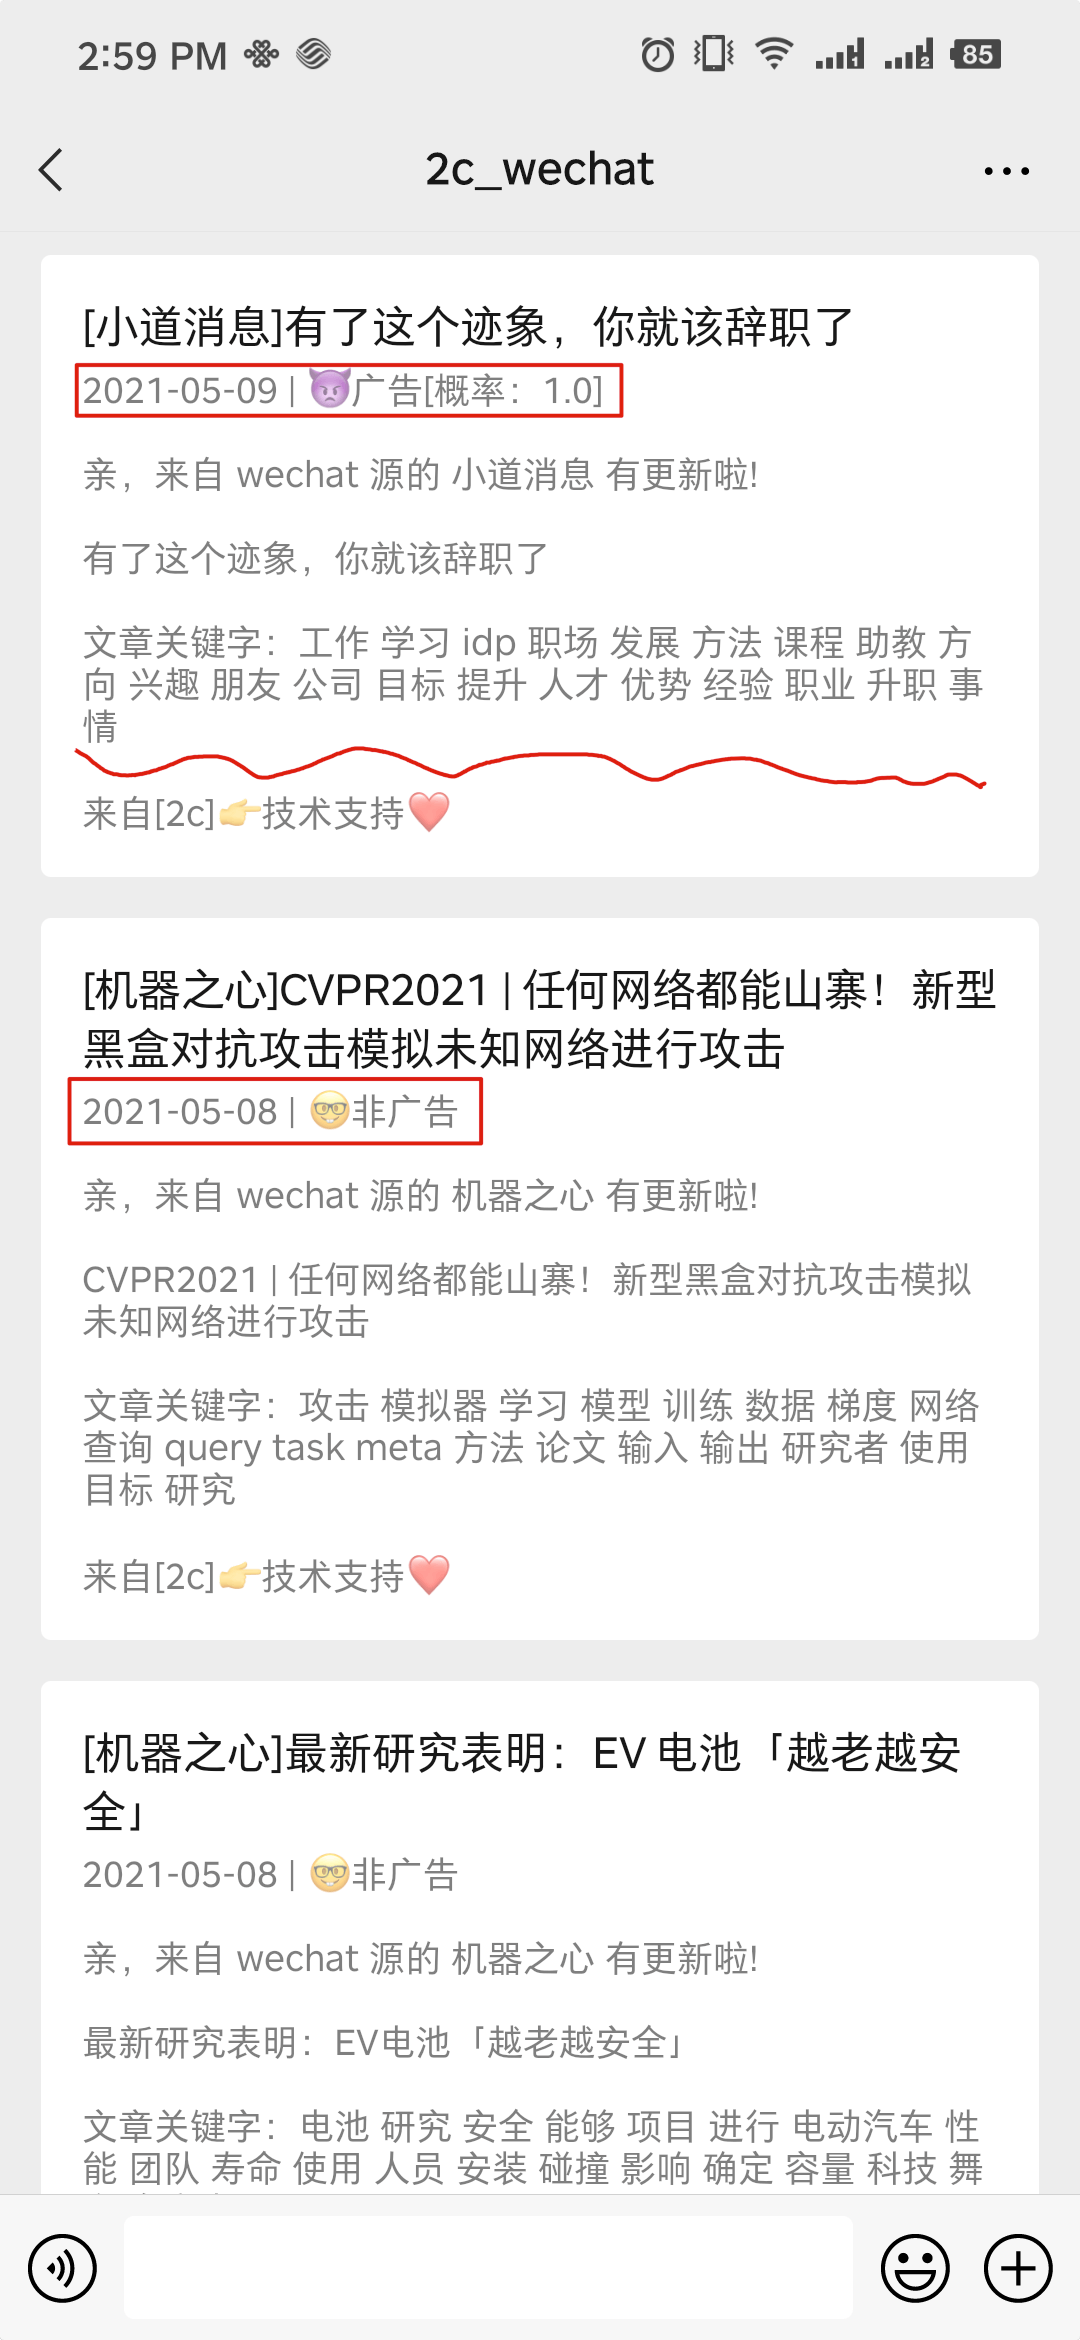 2:59 PM
1
2
85
2c_wechat
[小道消息]有了这个迹象，你就该辞职了
2021-05-09 | 👿广告[概率：1.0]
亲，来自 wechat 源的 小道消息 有更新啦!
有了这个迹象，你就该辞职了
文章关键字：工作 学习 idp 职场 发展 方法 课程 助教 方
向 兴趣 朋友 公司 目标 提升 人才 优势 经验 职业 升职 事
情
来自[2c]👉技术支持❤️
[机器之心]CVPR2021 | 任何网络都能山寨！新型
黑盒对抗攻击模拟未知网络进行攻击
2021-05-08 | 🤓非广告
亲，来自 wechat 源的 机器之心 有更新啦!
CVPR2021 | 任何网络都能山寨！新型黑盒对抗攻击模拟
未知网络进行攻击
文章关键字：攻击 模拟器 学习 模型 训练 数据 梯度 网络
查询 query task meta 方法 论文 输入 输出 研究者 使用
目标 研究
来自[2c]👉技术支持❤️
[机器之心]最新研究表明：EV 电池「越老越安
全」
2021-05-08 | 🤓非广告
亲，来自 wechat 源的 机器之心 有更新啦!
最新研究表明：EV电池「越老越安全」
文章关键字：电池 研究 安全 能够 项目 进行 电动汽车 性
能 团队 寿命 使用 人员 安装 碰撞 影响 确定 容量 科技 舞